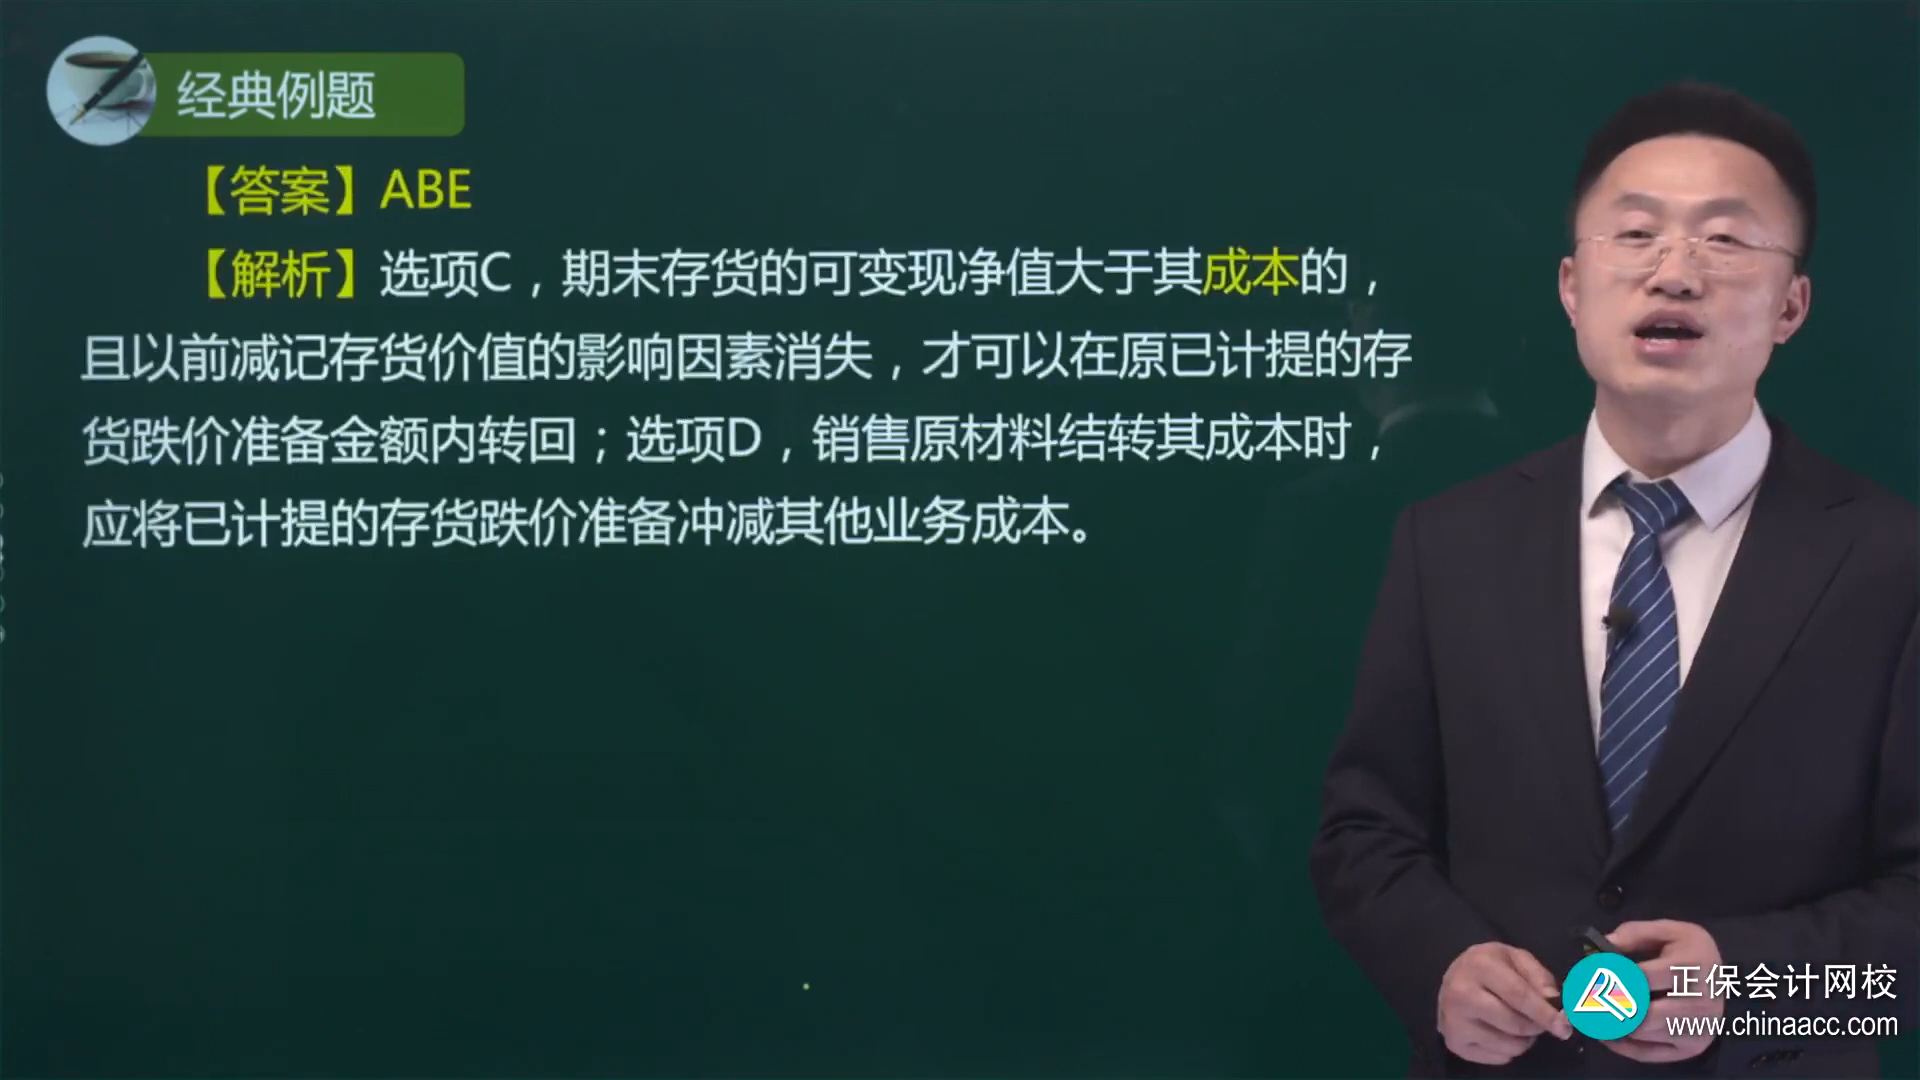 经典例题
【答案】ABE
【解析】选项C，期末存货的可变现净值大于其成本的，
且以前减记存货价值的影响因素消失，才可以在原已计提的存
货跌价准备金额内转回；选项D，销售原材料结转其成本时，
应将已计提的存货跌价准备冲减其他业务成本。
正保会计网校
www.chinaacc.com